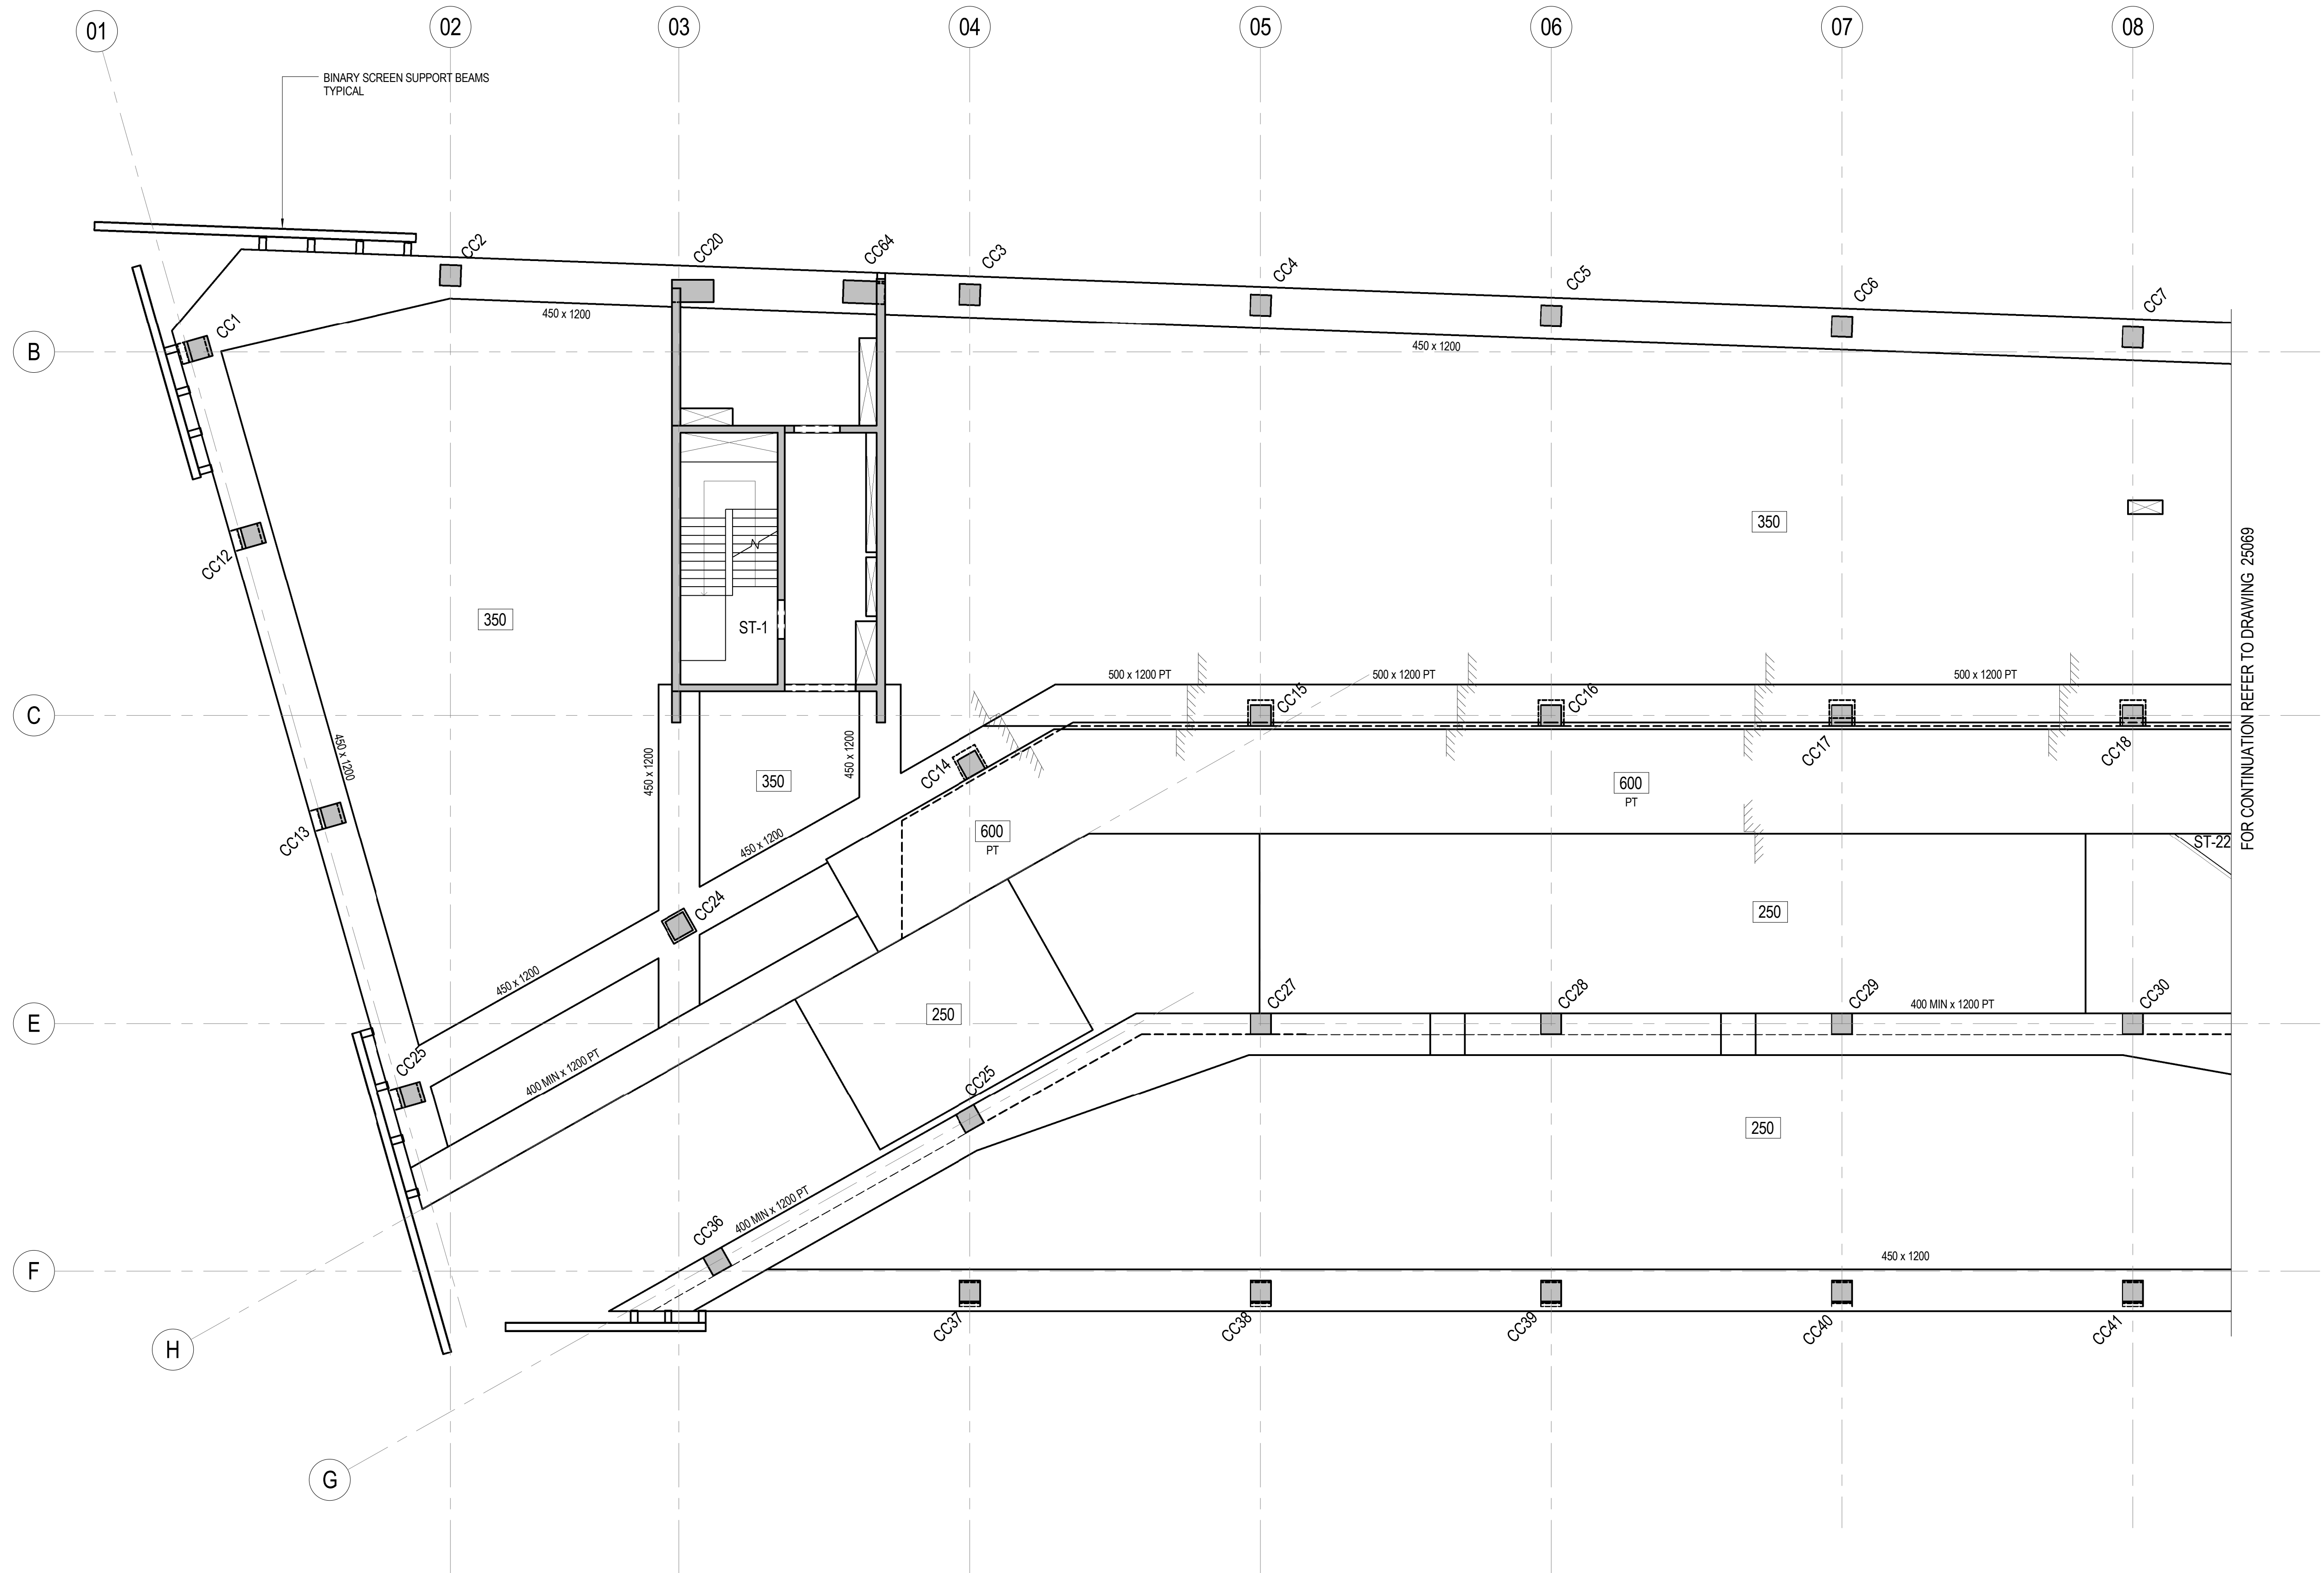 01
02
03
04
05
06
07
08
BINARY SCREEN SUPPORT BEAMS
TYPICAL
CC2
CC20
CC64
CC3
CC4
CC5
CC6
CC7
450 x 1200
450 x 1200
CC1
B
CC12
350
350
ST-1
FOR CONTINUATION REFER TO DRAWING 25069
500 x 1200 PT
500 x 1200 PT
500 x 1200 PT
C
CC15
CC16
CC17
CC18
450 x 1200
450 x 1200
450 x 1200
350
CC14
600
PT
600
PT
CC13
450 x 1200
ST-22
CC24
250
450 x 1200
250
CC27
CC28
CC29
400 MIN x 1200 PT
CC30
E
CC25
400 MIN x 1200 PT
CC25
250
CC36
400 MIN x 1200 PT
F
450 x 1200
CC37
CC38
CC39
CC40
CC41
H
G